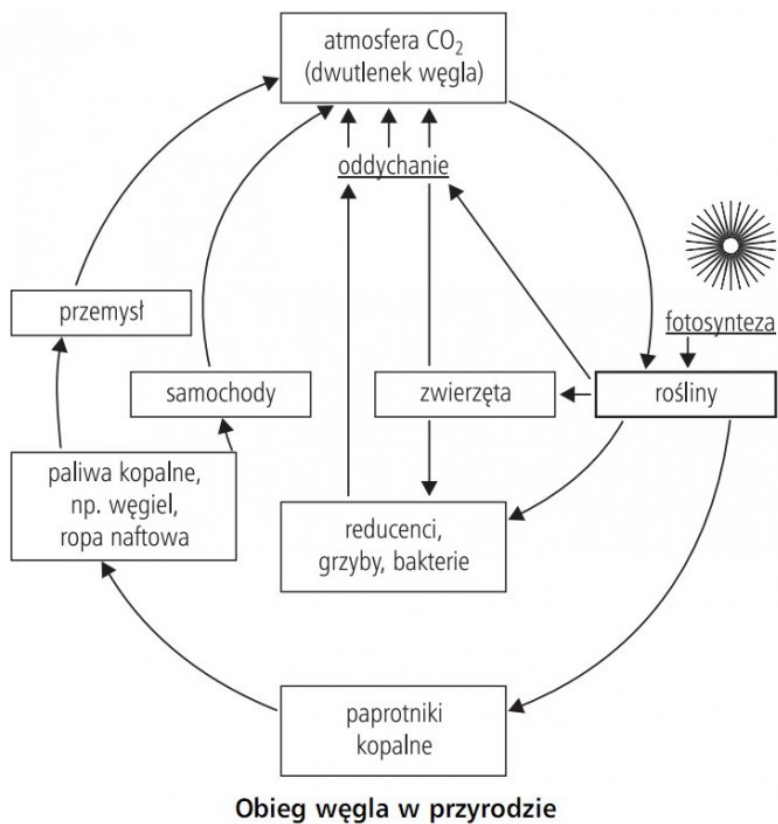 atmosfera CO₂
(dwutlenek węgla)
oddychanie
przemysł
fotosynteza
samochody
zwierzęta
rośliny
paliwa kopalne,
np. węgiel,
ropa naftowa
reducenci,
grzyby, bakterie
paprotniki
kopalne
Obieg węgla w przyrodzie